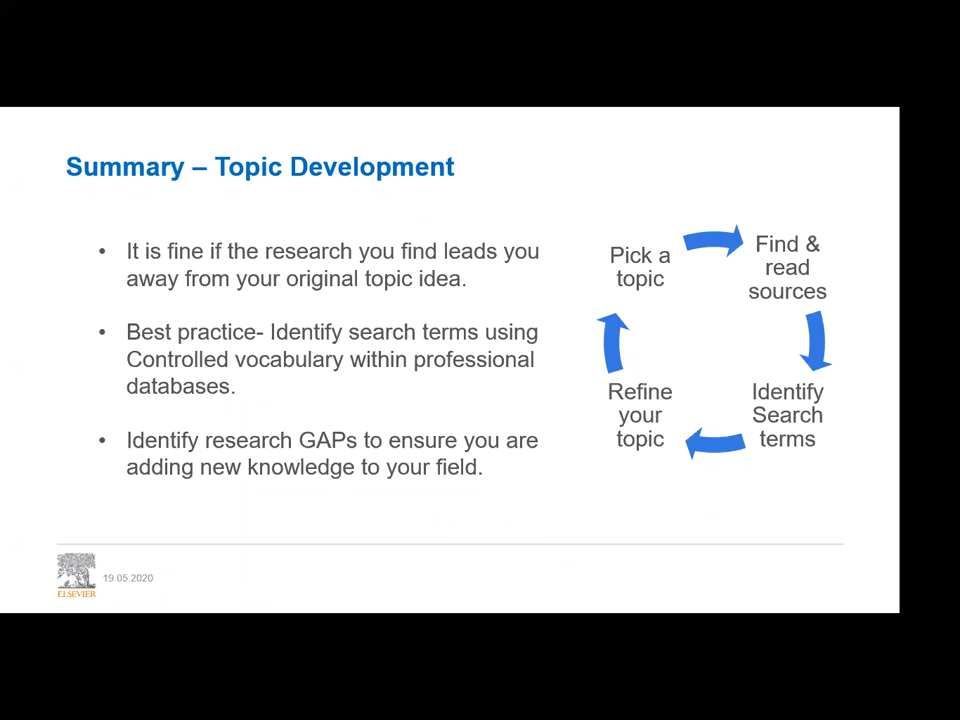 Summary – Topic Development
• It is fine if the research you find leads you
away from your original topic idea.
• Best practice- Identify search terms using
Controlled vocabulary within professional
databases.
• Identify research GAPs to ensure you are
adding new knowledge to your field.
Pick a
topic
Find &
read
sources
Identify
Search
terms
Refine
your
topic
ELSEVIER
19.05.2020